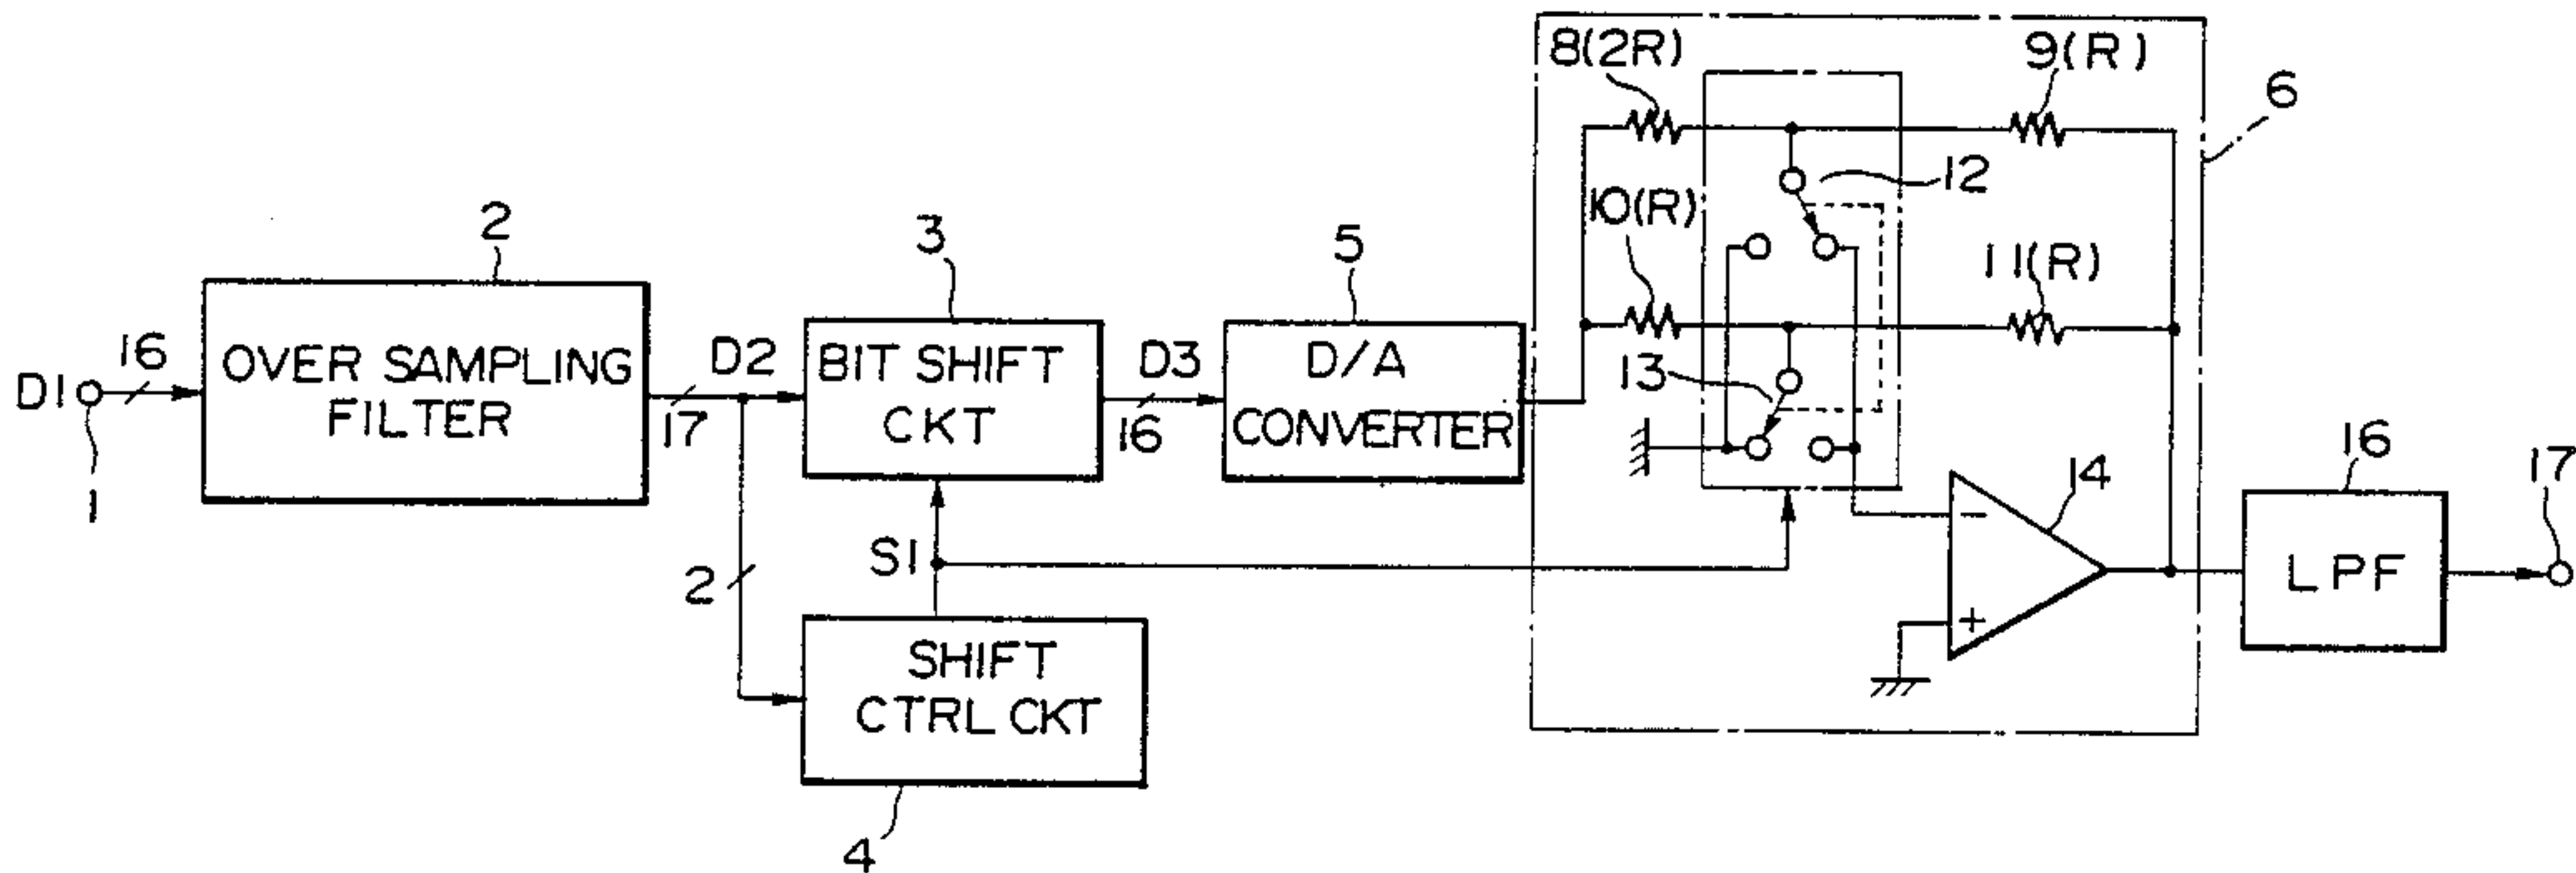 8(2R)
9(R)
6
12
10(R)
11(R)
13
14
2
3
5
16
17
D1
16
OVER SAMPLING
FILTER
D2
17
BIT SHIFT
CKT
D3
16
D/A
CONVERTER
1
2
S1
SHIFT
CTRL CKT
4
−
+
LPF